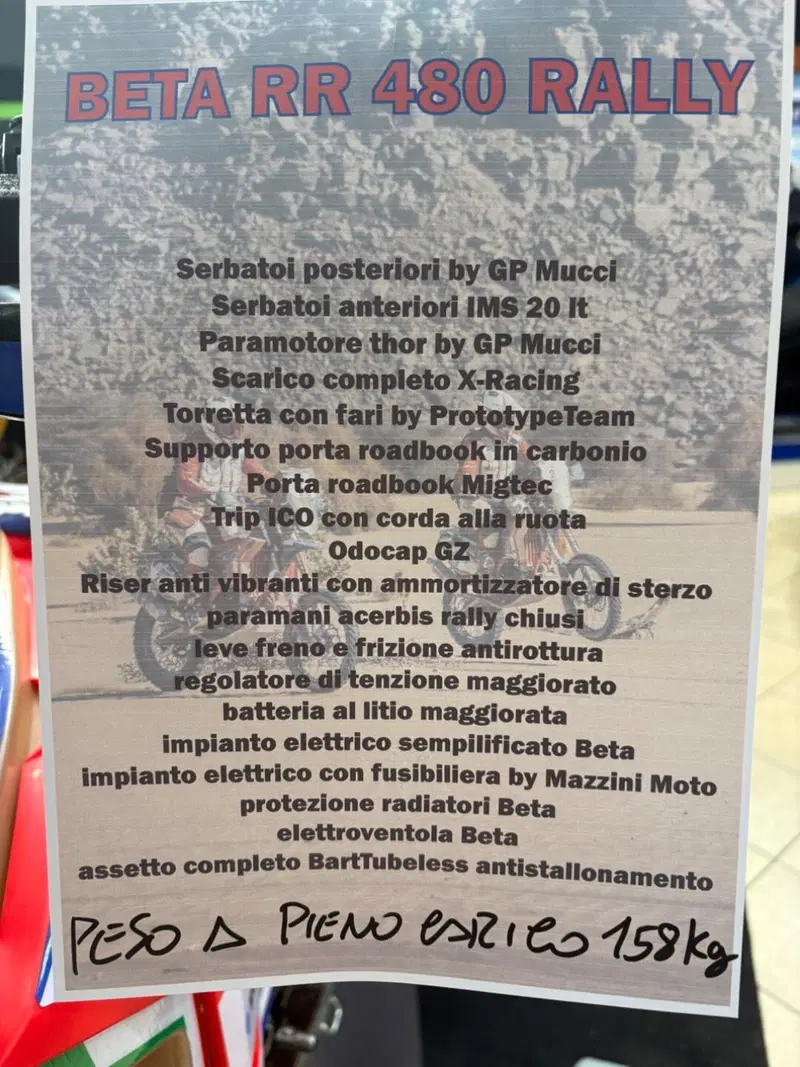 BETA RR 480 RALLY
Serbatoi posteriori by GP Mucci
Serbatoi anteriori IMS 20 lt
Paramotore thor by GP Mucci
Scarico completo X-Racing
Torretta con fari by PrototypeTeam
Supporto porta roadbook in carbonio
Porta roadbook Migtec
Trip ICO con corda alla ruota
Odocap GZ
Riser anti vibranti con ammortizzatore di sterzo
paramani acerbis rally chiusi
leve freno e frizione antirottura
regolatore di tenzione maggiorato
batteria al litio maggiorata
impianto elettrico sempilificato Beta
impianto elettrico con fusibiliera by Mazzini Moto
protezione radiatori Beta
elettroventola Beta
assetto completo BartTubeless antistallonamento
PESO A PIENO CARICO 158Kg